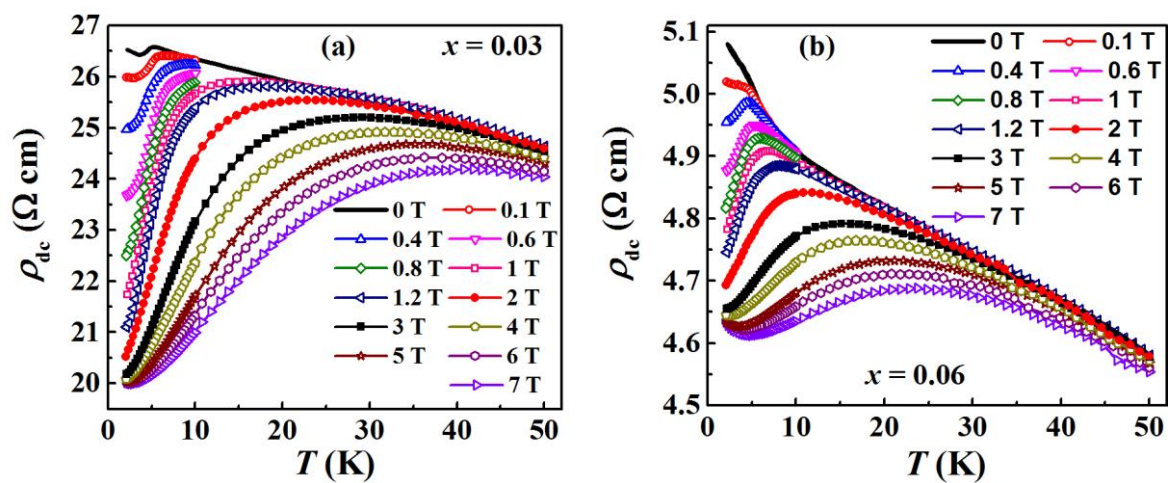 (a)
x = 0.03
27
26
25
24
23
22
21
20
ρdc (Ω cm)
0 T 0.1 T
0.4 T 0.6 T
0.8 T 1 T
1.2 T 2 T
3 T 4 T
5 T 6 T
7 T
0 10 20 30 40 50
T (K)
(b)
5.1
5.0
4.9
4.8
4.7
4.6
4.5
ρdc (Ω cm)
0 T 0.1 T
0.4 T 0.6 T
0.8 T 1 T
1.2 T 2 T
3 T 4 T
5 T 6 T
7 T
x = 0.06
0 10 20 30 40 50
T (K)